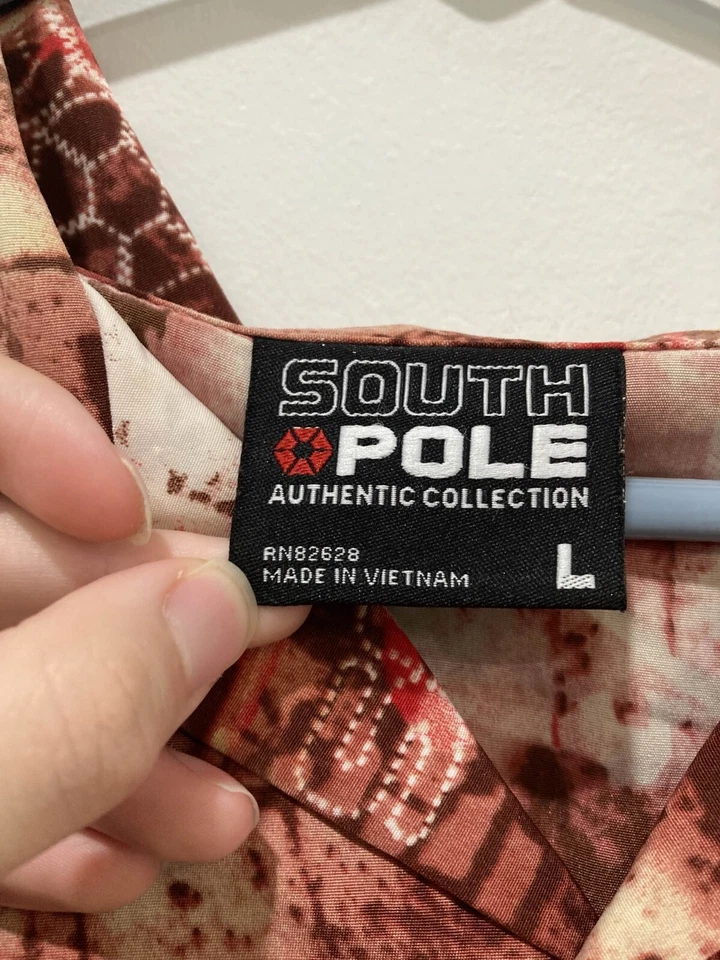 SOUTH
POLE
AUTHENTIC COLLECTION
RN82628
MADE IN VIETNAM
L